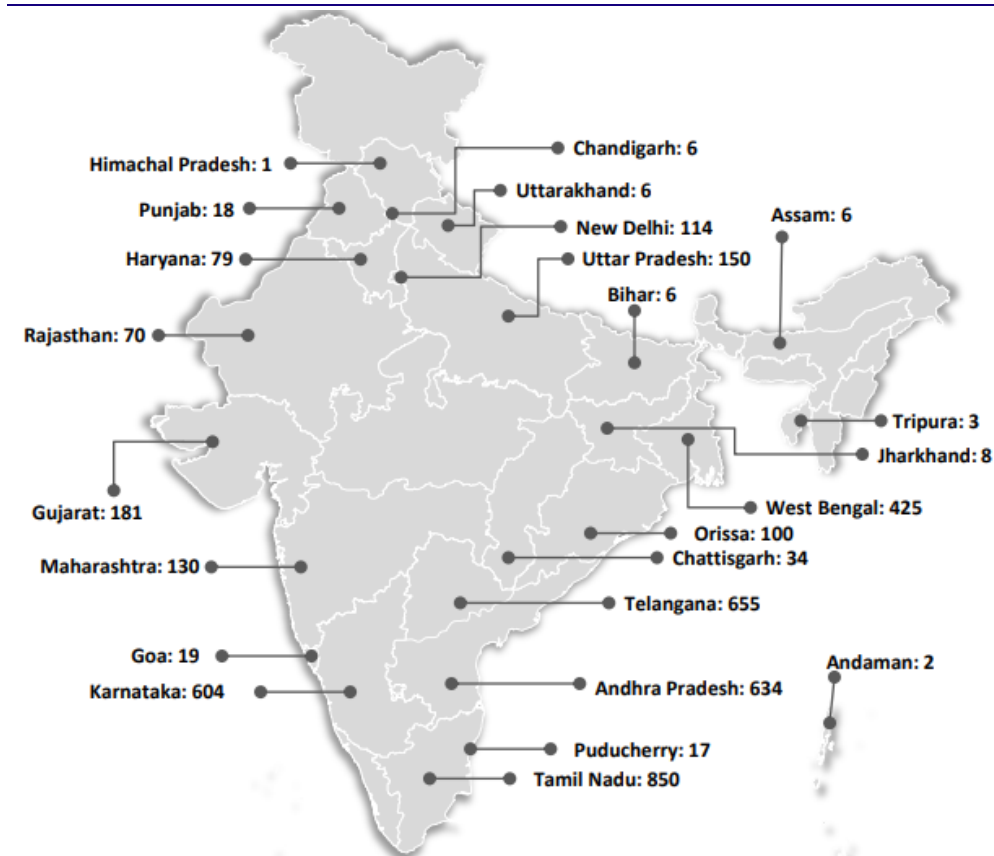 Himachal Pradesh: 1
Chandigarh: 6
Uttarakhand: 6
Punjab: 18
New Delhi: 114
Assam: 6
Haryana: 79
Uttar Pradesh: 150
Bihar: 6
Rajasthan: 70
Tripura: 3
Jharkhand: 8
Gujarat: 181
West Bengal: 425
Orissa: 100
Maharashtra: 130
Chattisgarh: 34
Telangana: 655
Goa: 19
Andaman: 2
Karnataka: 604
Andhra Pradesh: 634
Puducherry: 17
Tamil Nadu: 850